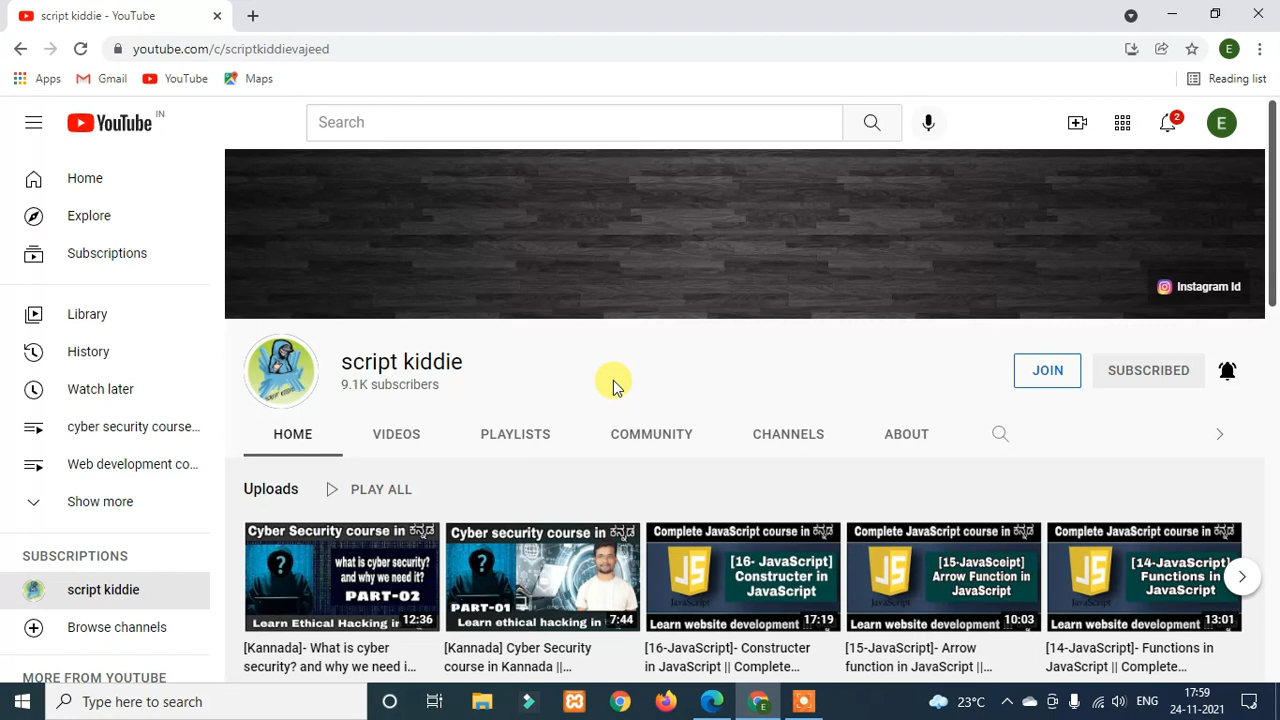 script kiddie - YouTube
youtube.com/c/scriptkiddievajeed
E
Apps
Gmail
YouTube
Maps
Reading list
YouTube IN
Search
2
E
Home
Explore
Subscriptions
Library
History
Watch later
cyber security course...
Web development co...
Show more
SUBSCRIPTIONS
script kiddie
Browse channels
MORE FROM YOUTUBE
Instagram Id
script kiddie
9.1K subscribers
JOIN
SUBSCRIBED
HOME
VIDEOS
PLAYLISTS
COMMUNITY
CHANNELS
ABOUT
Uploads
PLAY ALL
Cyber Security course in ಕನ್ನಡ
what is cyber security?
and why we need it?
PART-02
Learn Ethical Hacking in
12:36
[Kannada]- What is cyber
security? and why we need i...
Cyber security course in ಕನ್ನಡ
PART-01
Learn ethical hacking in
7:44
[Kannada] Cyber Security
course in Kannada ||...
Complete JavaScript course in ಕನ್ನಡ
JS
JavaScript
[16- JavaScript]
Constructer in
JavaScript
Learn website development
17:19
[16-JavaScript]- Constructer
in JavaScript || Complete...
Complete JavaScript course in ಕನ್ನಡ
JS
JavaScript
[15-JavaSceipt]
Arrow Function in
JavaScript
Learn website development
10:03
[15-JavaScript]- Arrow
function in JavaScript ||...
Complete JavaScript course in ಕನ್ನಡ
JS
JavaScript
[14-JavaScript]
Functions in
JavaScript
Learn website development
13:01
[14-JavaScript]- Functions in
JavaScript || Complete...
Type here to search
23°C
ENG
17:59
24-11-2021